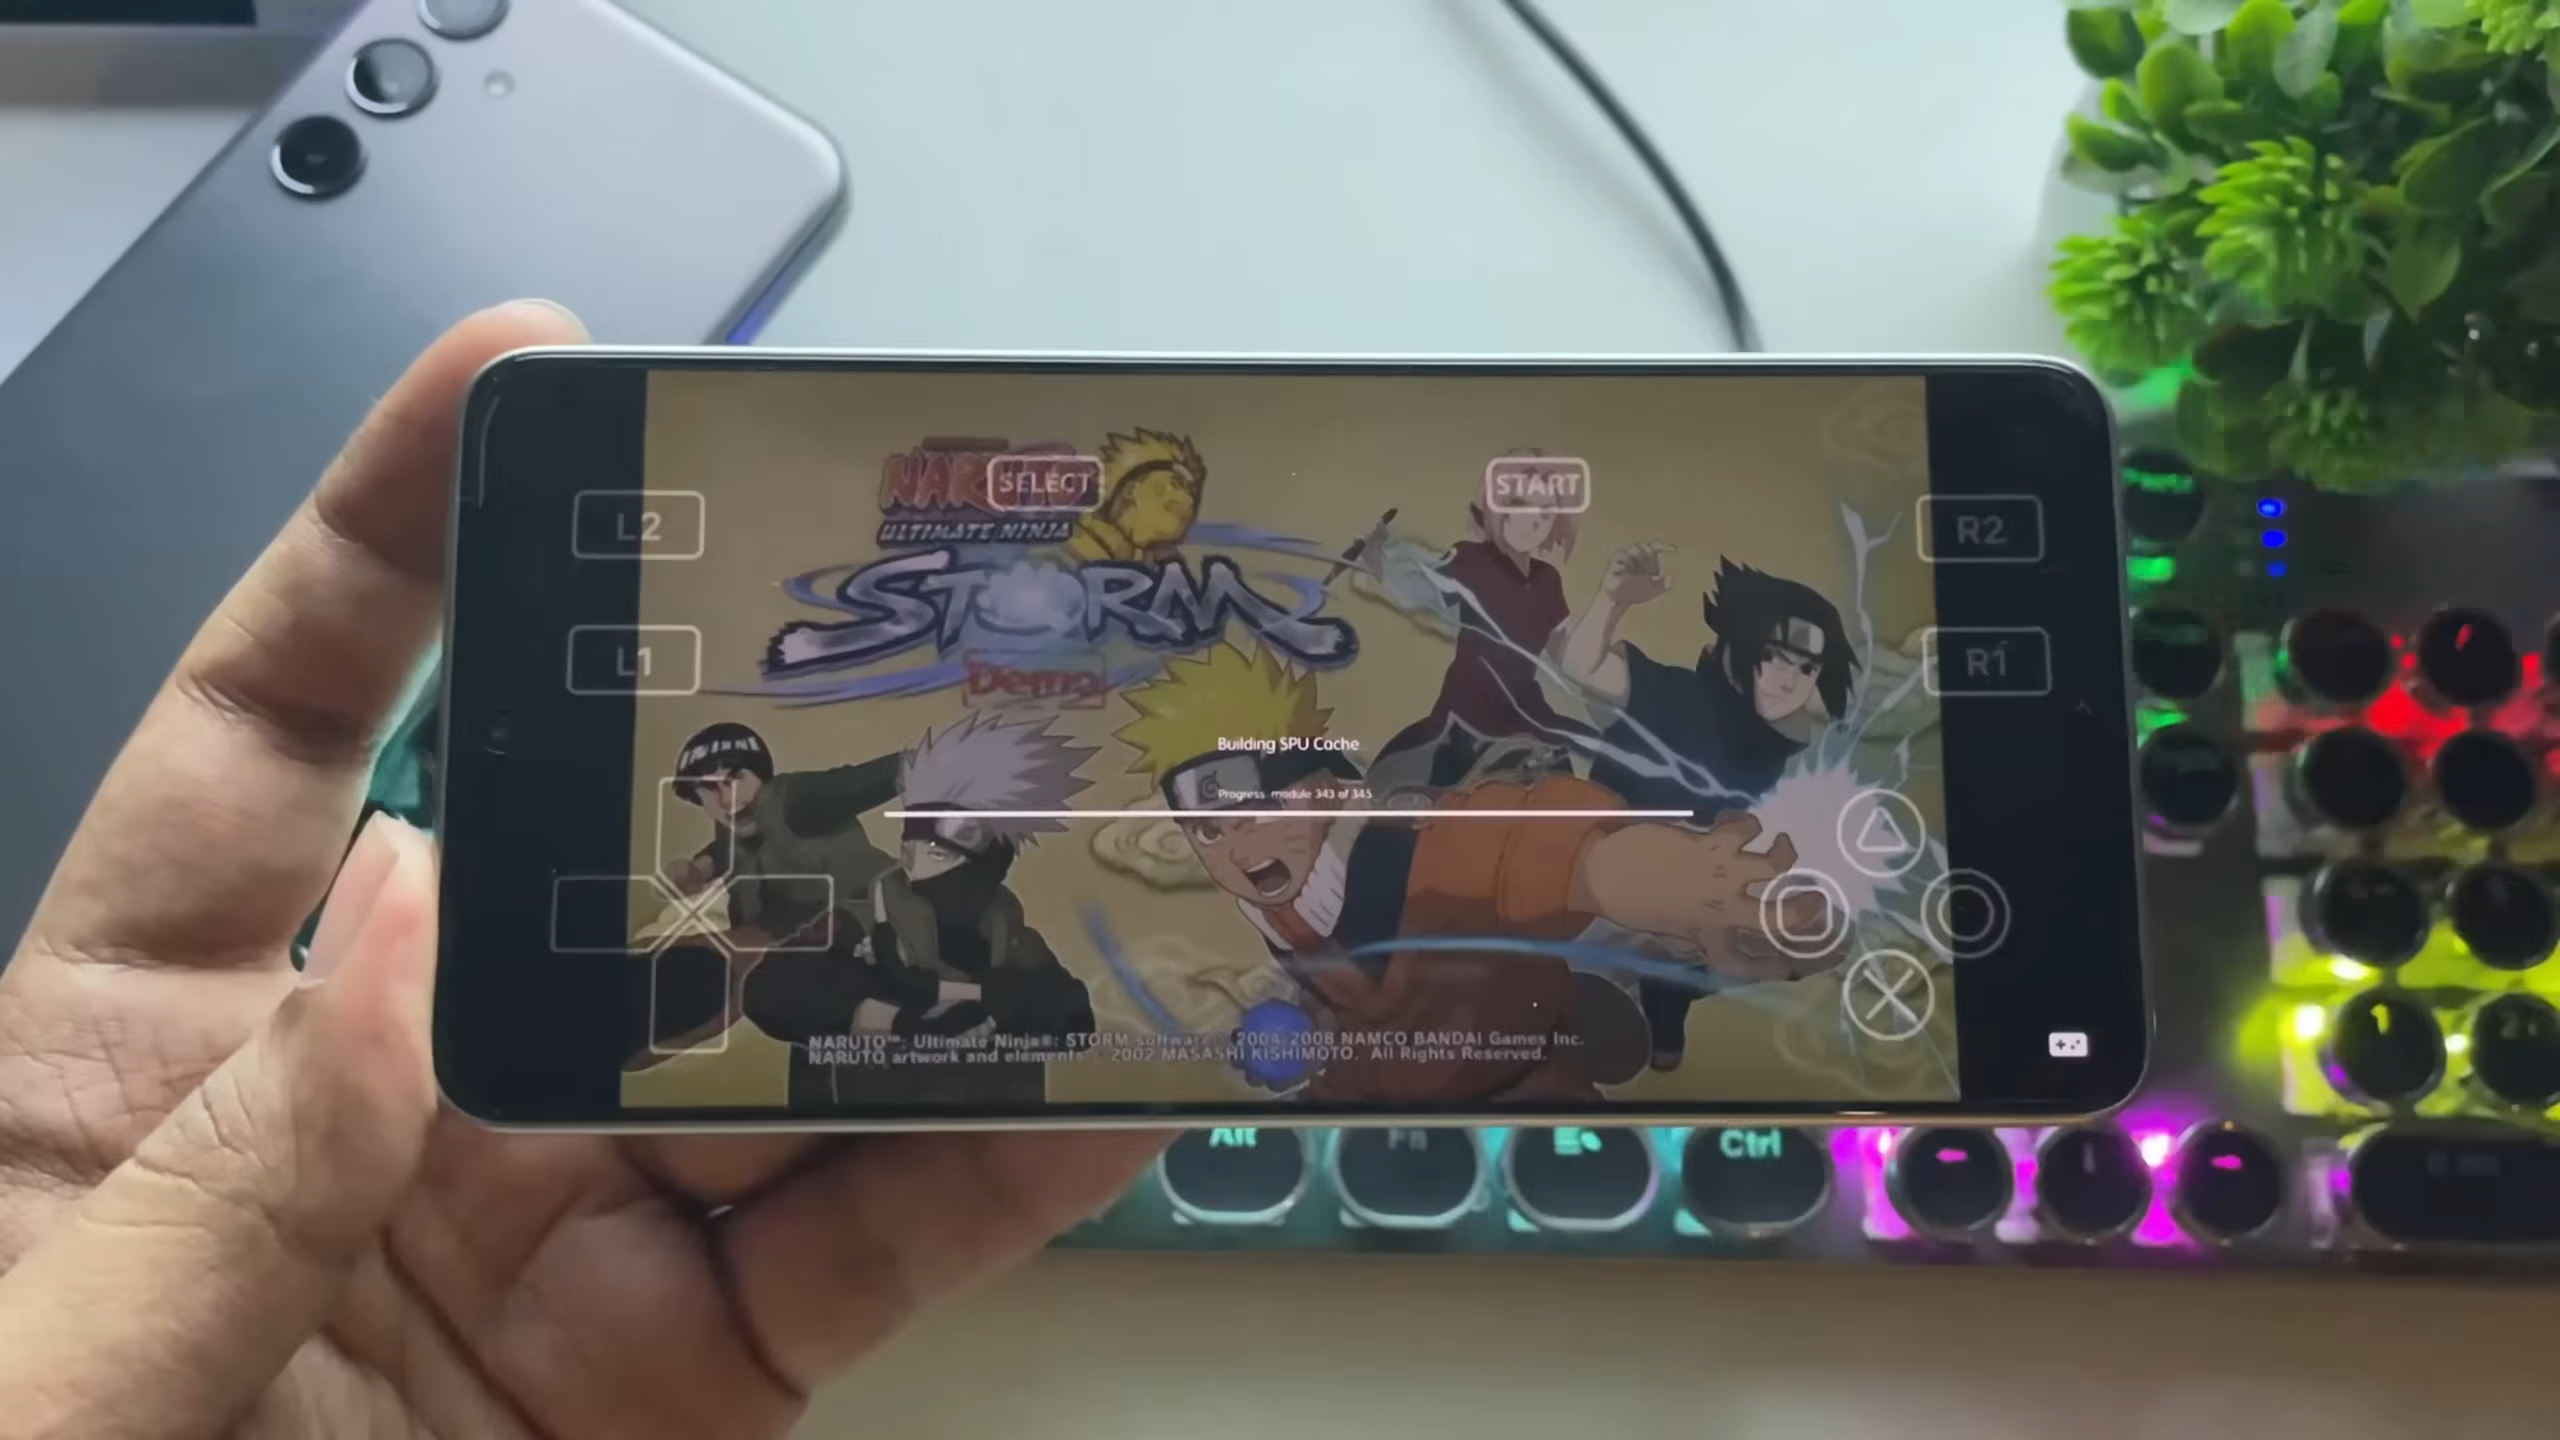 NARUTO
SELECT
START
ULTIMATE NINJA
L2
R2
STORM
L1
R1
Demo
Building SPU Cache
Progress: module 343 of 345
NARUTO™: Ultimate Ninja®: STORM software © 2004-2008 NAMCO BANDAI Games Inc.
NARUTO artwork and elements © 2002 MASASHI KISHIMOTO. All Rights Reserved.
Alt
Fn
Ctrl